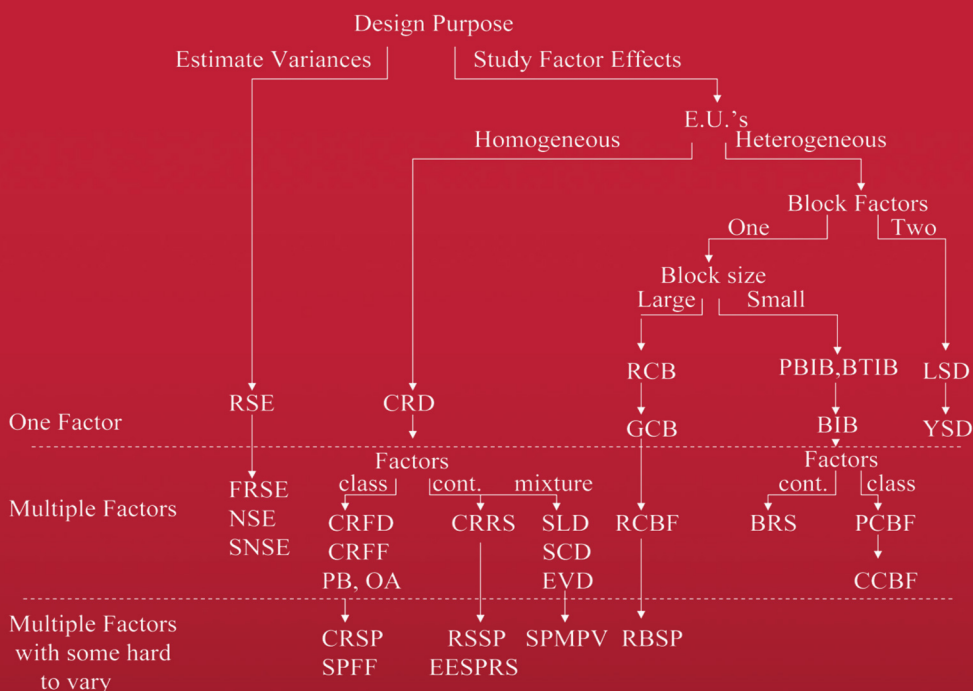 Design Purpose
Estimate Variances
Study Factor Effects
E.U.'s
Homogeneous
Heterogeneous
Block Factors
One
Two
Block size
Large
Small
RCB
PBIB,BTIB
LSD
RSE
CRD
One Factor
GCB
BIB
YSD
Factors
Factors
class
cont.
mixture
cont.
class
FRSE
Multiple Factors
NSE
SNSE
CRFD
CRRS
SLD
RCBF
BRS
PCBF
CRFF
SCD
PB, OA
EVD
CCBF
Multiple Factors
with some hard
to vary
CRSP
RSSP
SPMPV
RBSP
SPFF
EESPRS